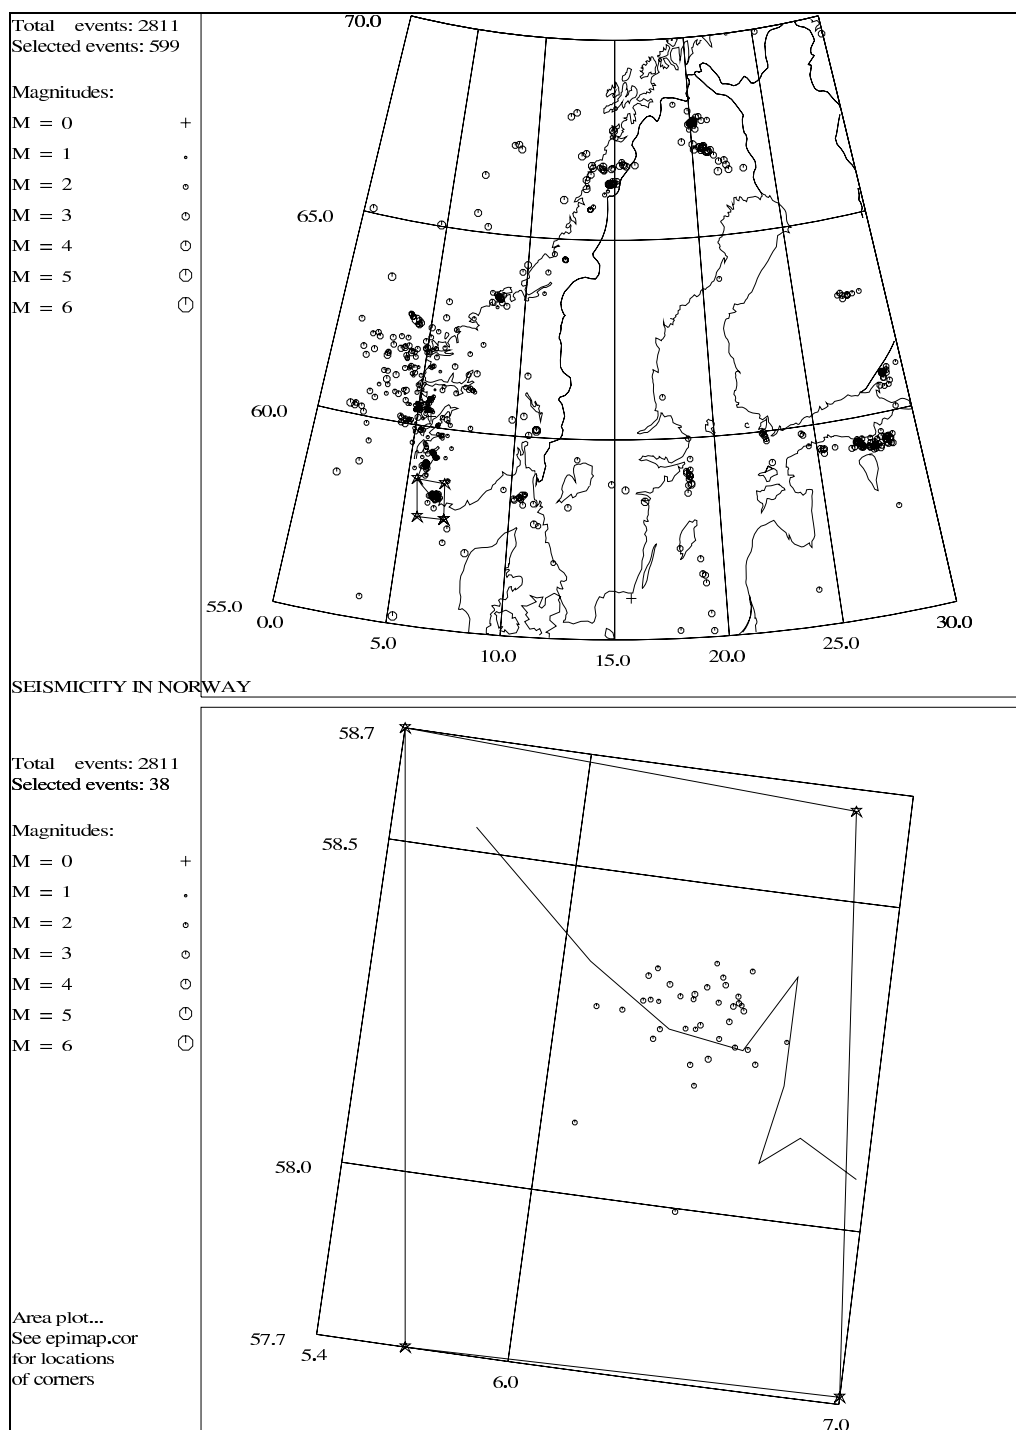 Total events: 2811
Selected events: 599
Magnitudes:
M = 0
M = 1
M = 2
M = 3
M = 4
M = 5
M = 6
70.0
65.0
60.0
55.0
0.0
5.0
10.0
15.0
20.0
25.0
30.0
SEISMICITY IN NORWAY
Total events: 2811
Selected events: 38
Magnitudes:
M = 0
M = 1
M = 2
M = 3
M = 4
M = 5
M = 6
58.7
58.5
58.0
57.7
5.4
6.0
7.0
Area plot...
See epimap.cor
for locations
of corners